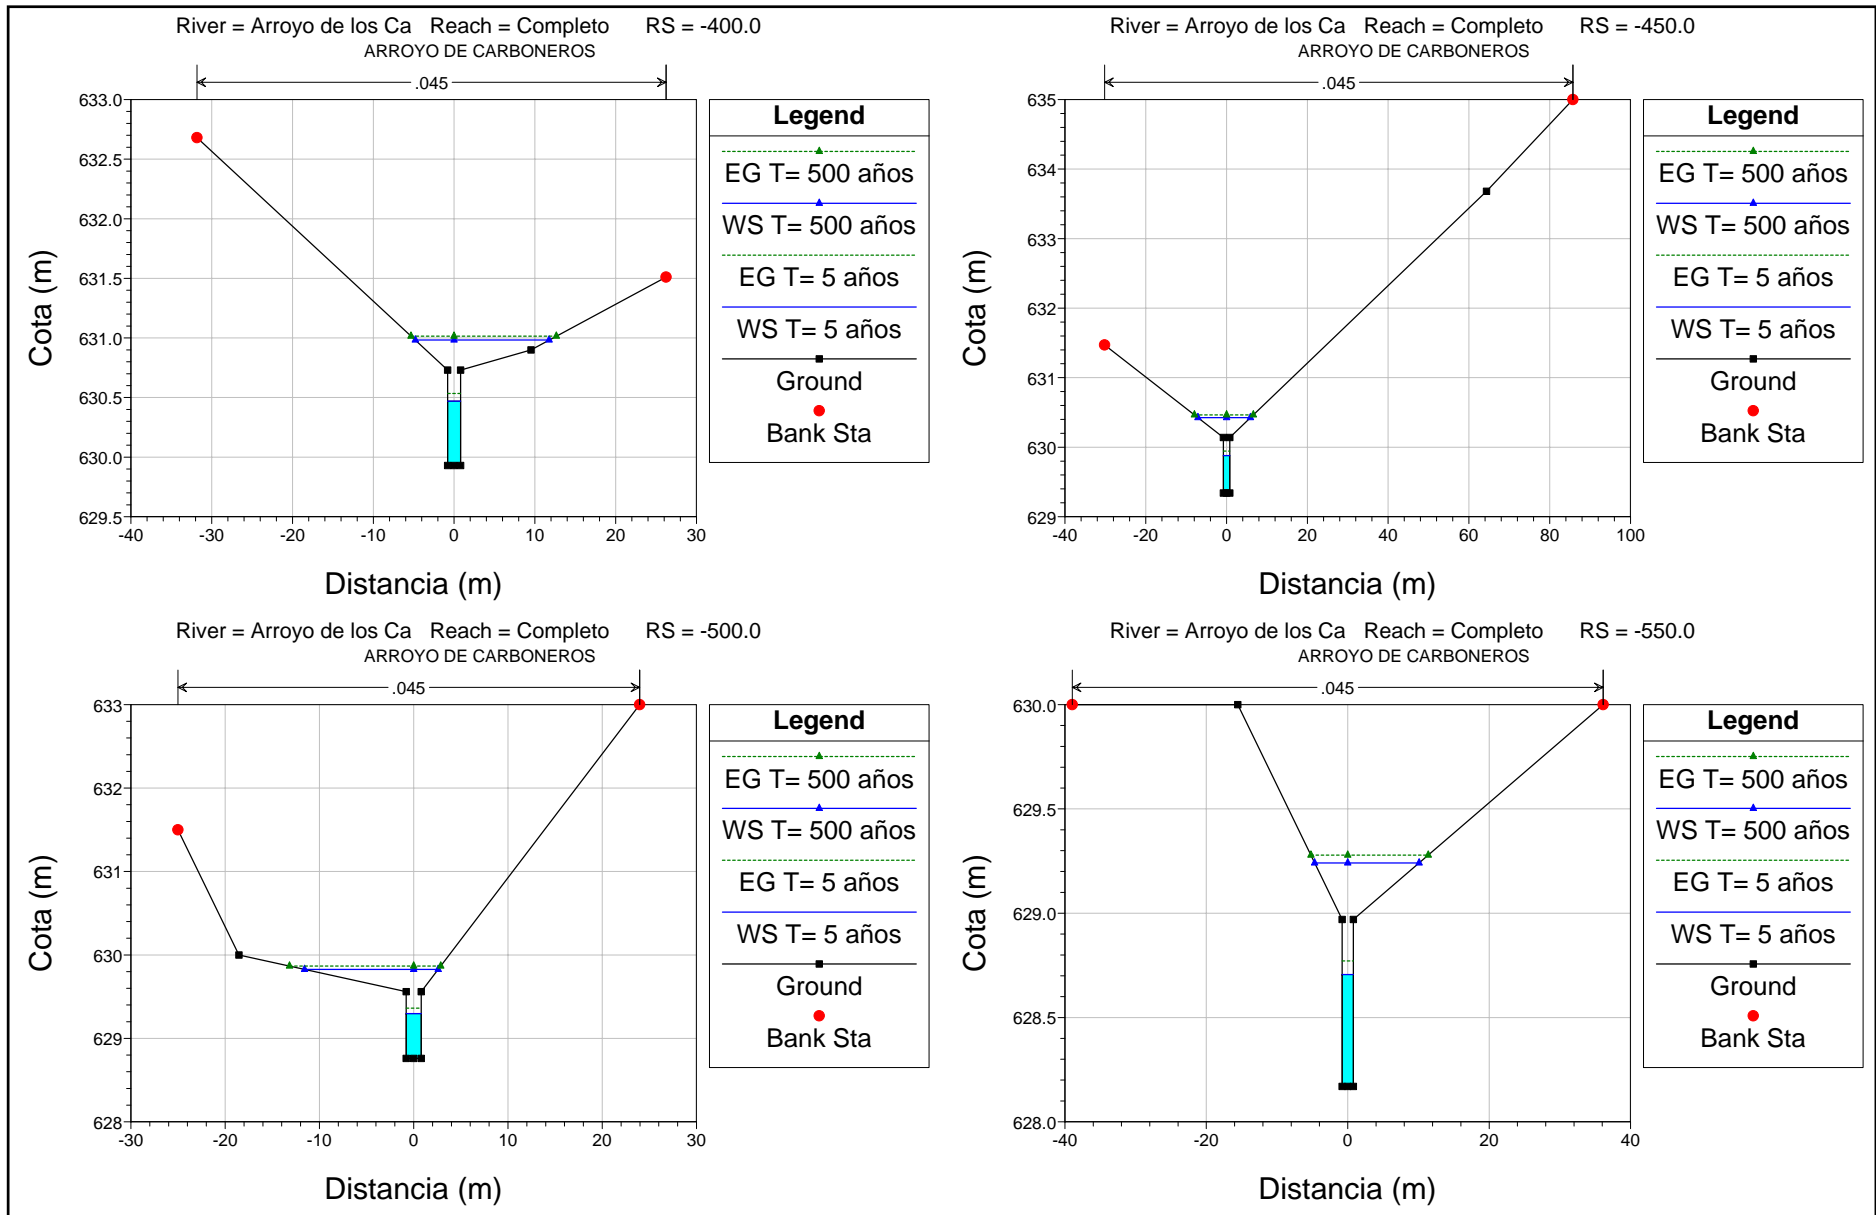 River = Arroyo de los Ca Reach = Completo RS = -400.0
ARROYO DE CARBONEROS
.045
633.0
632.5
632.0
631.5
631.0
630.5
630.0
629.5
-40 -30 -20 -10 0 10 20 30
Cota (m)
Distancia (m)
Legend
EG T= 500 años
WS T= 500 años
EG T= 5 años
WS T= 5 años
Ground
Bank Sta
River = Arroyo de los Ca Reach = Completo RS = -450.0
ARROYO DE CARBONEROS
.045
635
634
633
632
631
630
629
-40 -20 0 20 40 60 80 100
Cota (m)
Distancia (m)
Legend
EG T= 500 años
WS T= 500 años
EG T= 5 años
WS T= 5 años
Ground
Bank Sta
River = Arroyo de los Ca Reach = Completo RS = -500.0
ARROYO DE CARBONEROS
.045
633
632
631
630
629
628
-30 -20 -10 0 10 20 30
Cota (m)
Distancia (m)
Legend
EG T= 500 años
WS T= 500 años
EG T= 5 años
WS T= 5 años
Ground
Bank Sta
River = Arroyo de los Ca Reach = Completo RS = -550.0
ARROYO DE CARBONEROS
.045
630.0
629.5
629.0
628.5
628.0
-40 -20 0 20 40
Cota (m)
Distancia (m)
Legend
EG T= 500 años
WS T= 500 años
EG T= 5 años
WS T= 5 años
Ground
Bank Sta